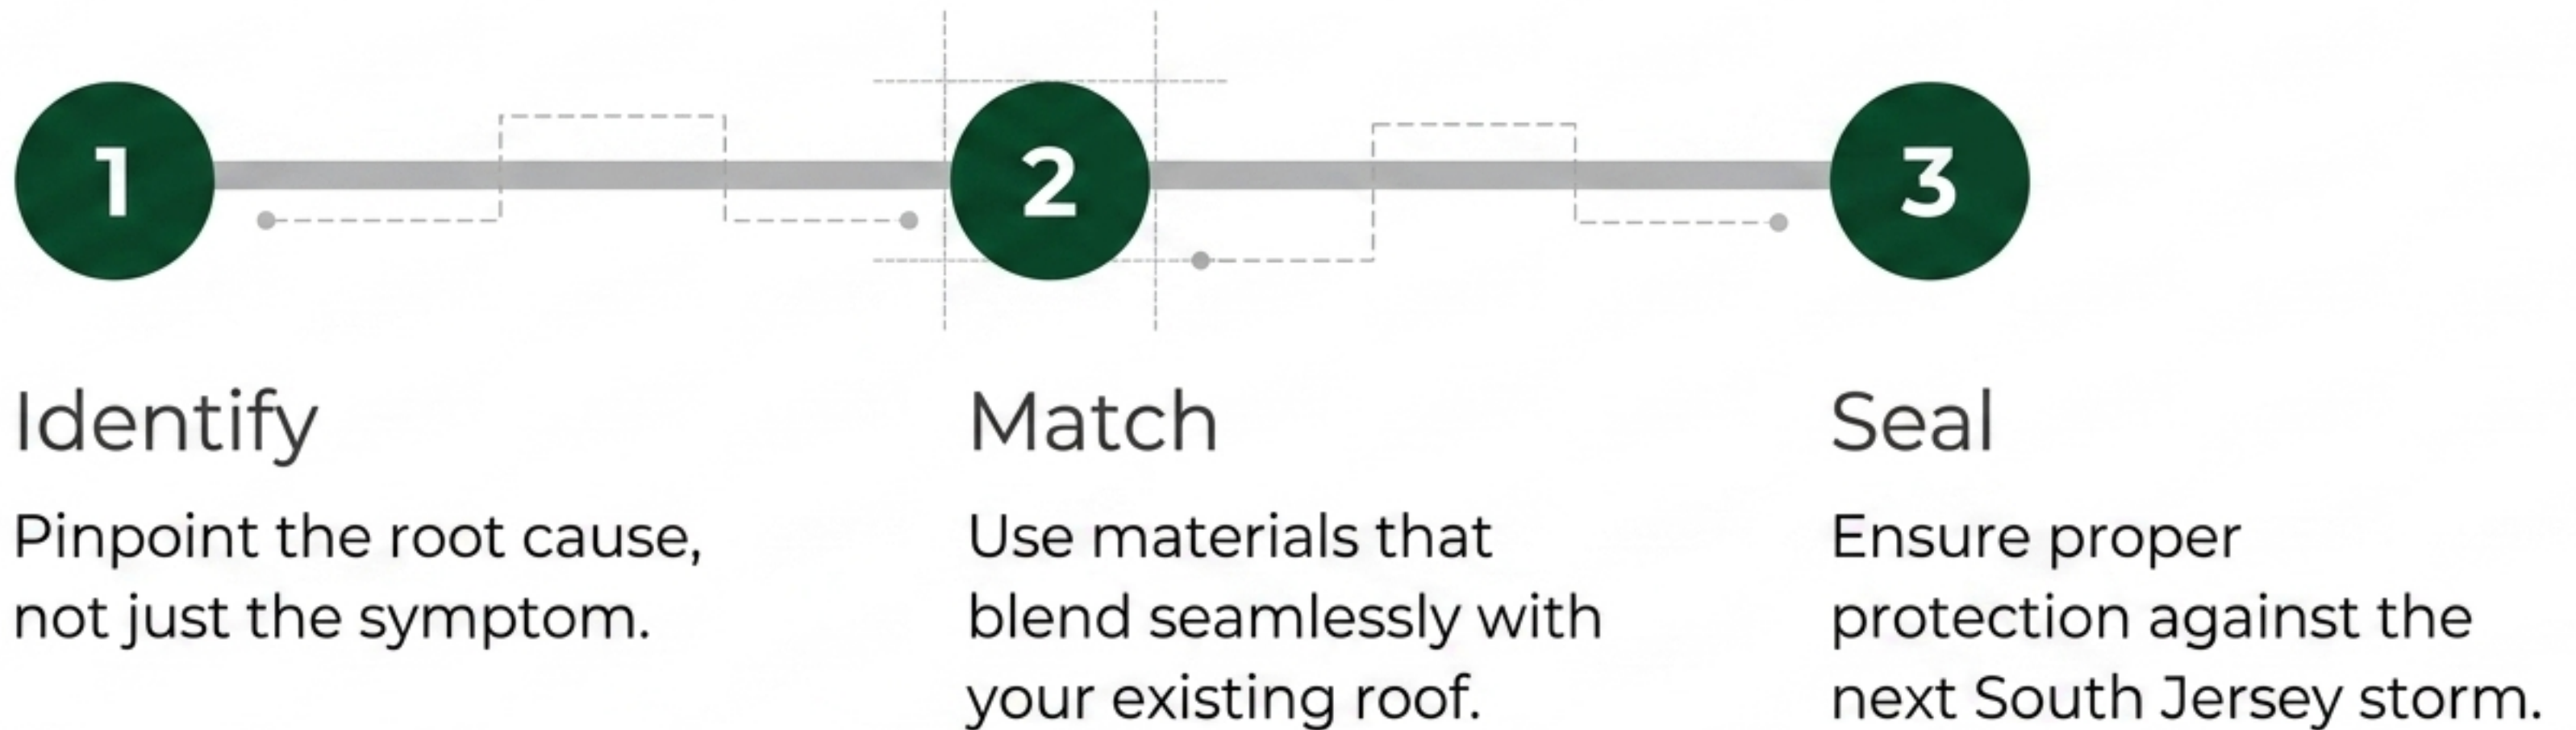 1
2
3
Identify
Pinpoint the root cause,
not just the symptom.
Match
Use materials that
blend seamlessly with
your existing roof.
Seal
Ensure proper
protection against the
next South Jersey storm.